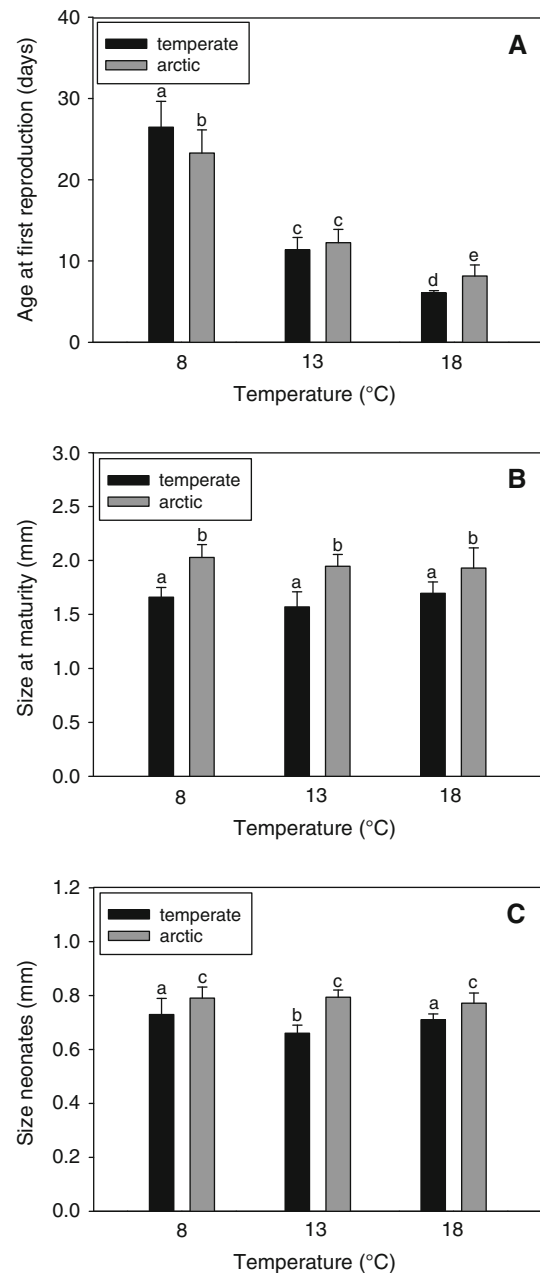 A
temperate
arctic
Age at first reproduction (days)
40
30
20
10
0
a
b
c
c
d
e
8
13
18
Temperature (°C)
B
temperate
arctic
Size at maturity (mm)
3.0
2.5
2.0
1.5
1.0
0.5
0.0
a
b
a
b
a
b
8
13
18
Temperature (°C)
C
temperate
arctic
Size neonates (mm)
1.2
1.0
0.8
0.6
0.4
0.2
0.0
a
c
b
c
a
c
8
13
18
Temperature (°C)